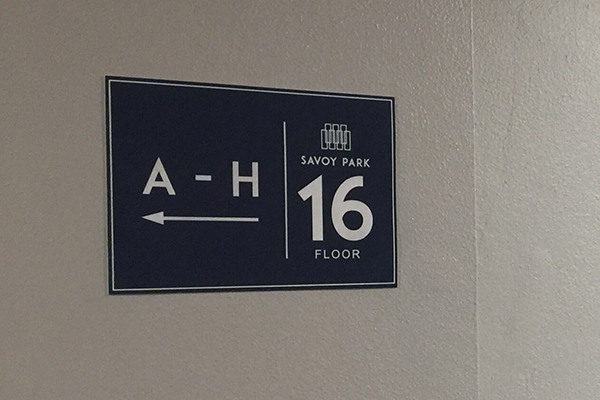 A - H
SAVOY PARK
16
FLOOR